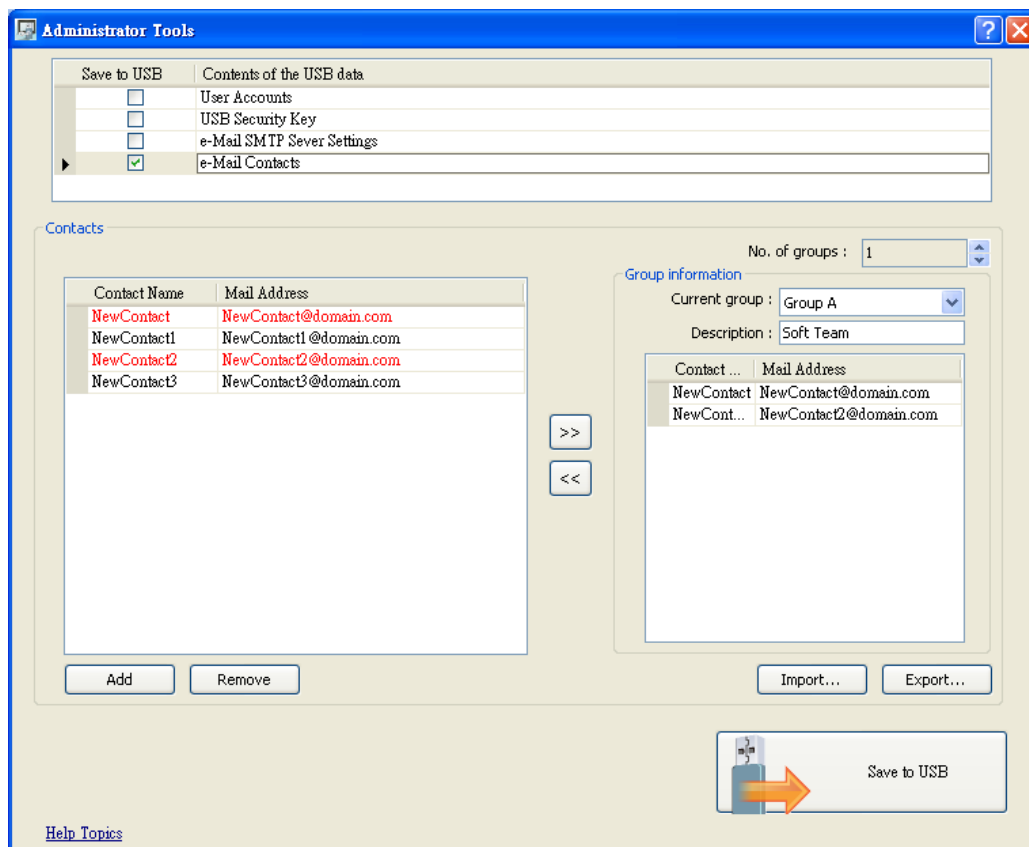 Administrator Tools
Save to USB Contents of the USB data
User Accounts
USB Security Key
e-Mail SMTP Sever Settings
e-Mail Contacts
Contacts
No. of groups : 1
Group information
Current group : Group A
Description : Soft Team
Contact Name Mail Address
NewContact NewContact@domain.com
NewContact1 NewContact1@domain.com
NewContact2 NewContact2@domain.com
NewContact3 NewContact3@domain.com
>>
<<
Contact ... Mail Address
NewContact NewContact@domain.com
NewCont... NewContact2@domain.com
Add Remove
Import... Export...
Save to USB
Help Topics